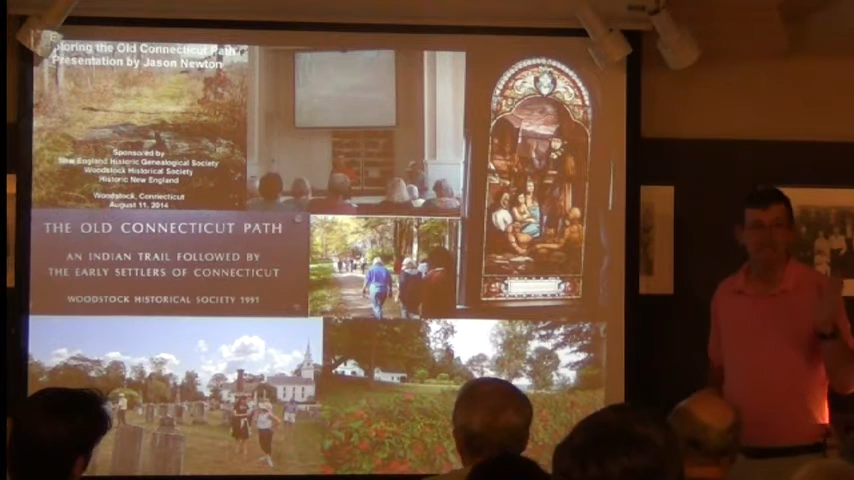 Exploring the Old Connecticut Path
Presentation by Jason Newton
Sponsored by
New England Historic Genealogical Society
Woodstock Historical Society
Historic New England
Woodstock, Connecticut
August 11, 2014
THE OLD CONNECTICUT PATH
AN INDIAN TRAIL FOLLOWED BY
THE EARLY SETTLERS OF CONNECTICUT
WOODSTOCK HISTORICAL SOCIETY 1991